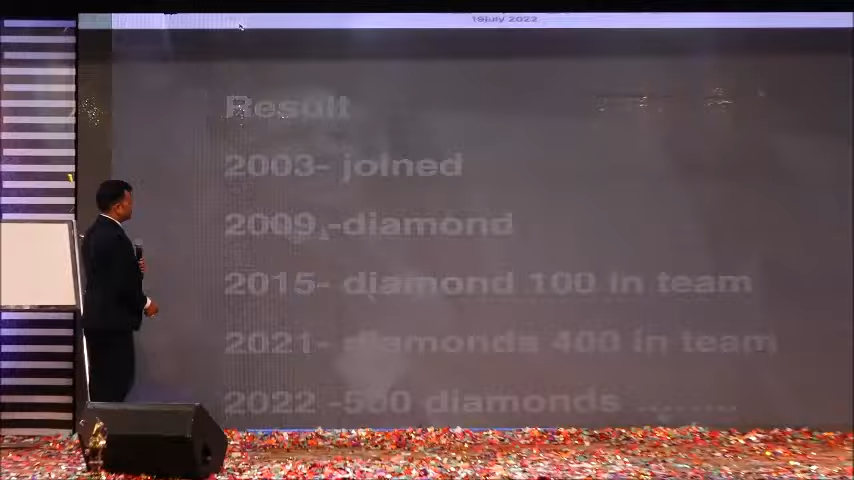 19july 2022
Result
2003- joined
2009,-diamond
2015- diamond 100 in team
2021- diamonds 400 in team
2022 -500 diamonds .........